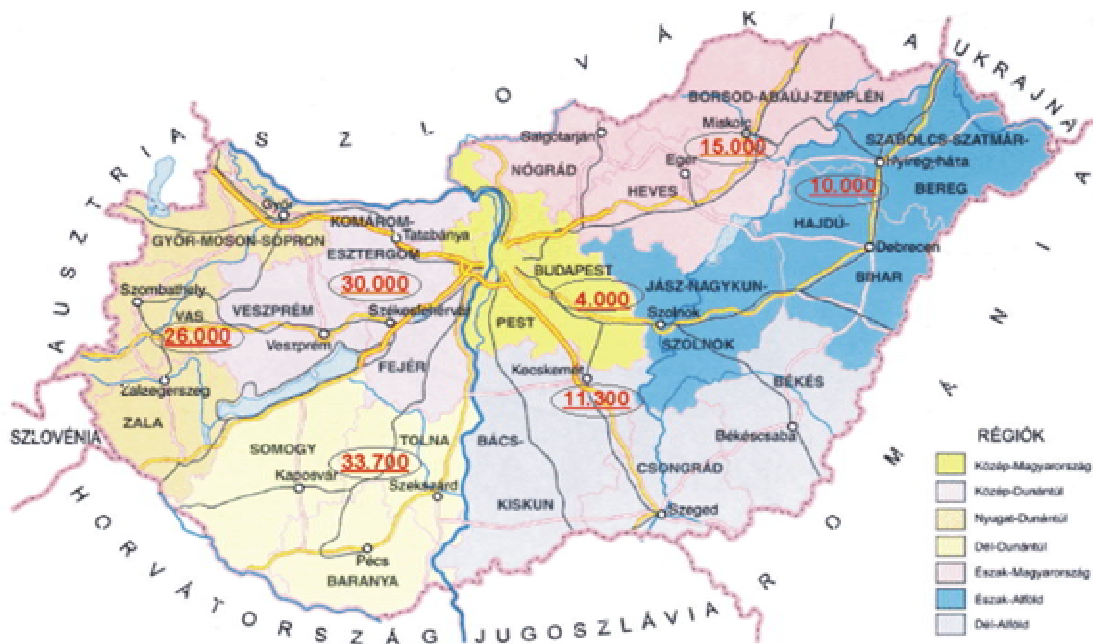 SZLOVÁKIA
UKRAJNA
AUSZTRIA
ROMÁNIA
SZLOVÉNIA
HORVÁTORSZÁG
JUGOSZLÁVIA
BORSOD-ABAÚJ-ZEMPLÉN
Miskolc
15.000
Salgótarján
NÓGRÁD
Eger
HEVES
SZABOLCS-SZATMÁR-
Nyíregyháza
BEREG
10.000
HAJDÚ-
Debrecen
BIHAR
Győr
GYŐR-MOSON-SOPRON
KOMÁROM-
Tatabánya
ESZTERGOM
30.000
BUDAPEST
4.000
PEST
JÁSZ-NAGYKUN-
Szolnok
SZOLNOK
Szombathely
VAS
26.000
VESZPRÉM
Veszprém
Székesfehérvár
FEJÉR
Zalaegerszeg
ZALA
Kecskemét
11.300
BÉKÉS
Békéscsaba
SOMOGY
Kaposvár
TOLNA
33.700
Szekszárd
BÁCS-
KISKUN
CSONGRÁD
Szeged
Pécs
BARANYA
RÉGIÓK
Közép-Magyarország
Közép-Dunántúl
Nyugat-Dunántúl
Dél-Dunántúl
Észak-Magyarország
Észak-Alföld
Dél-Alföld